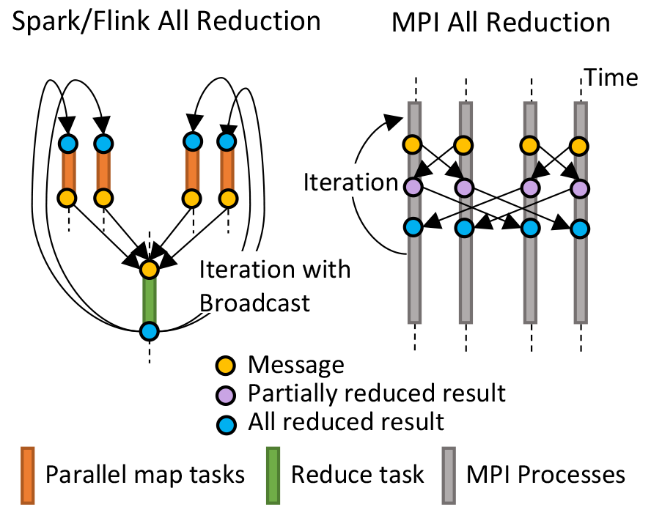 Spark/Flink All Reduction
MPI All Reduction
Time
Iteration
Iteration with
Broadcast
Message
Partially reduced result
All reduced result
Parallel map tasks
Reduce task
MPI Processes